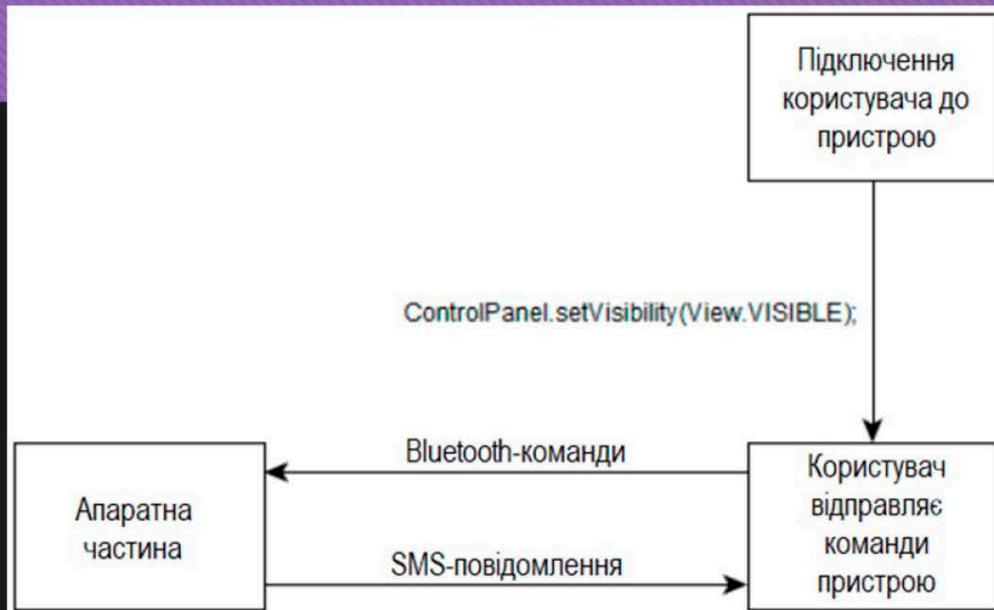 Підключення
користувача до
пристрою
ControlPanel.setVisibility(View.VISIBLE);
Bluetooth-команди
Апаратна
частина
SMS-повідомлення
Користувач
відправляє
команди
пристрою